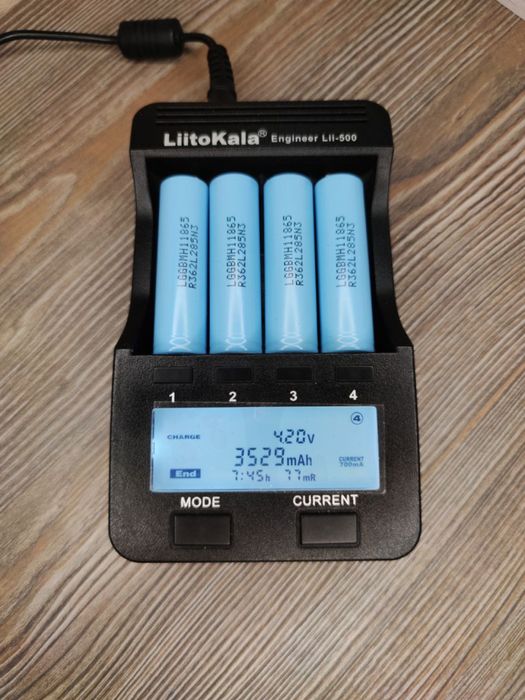 LiitoKala® Engineer Lii-500
LGGBMH11865
R362L285N3
LGGBMH11865
R362L285N3
LGGBMH11865
R362L285N3
LGGBMH11865
R362L285N3
1 2 3 4
④
CHARGE 4.20v
3529mAh CURRENT 700mA
End 7:45h 77mR
MODE CURRENT